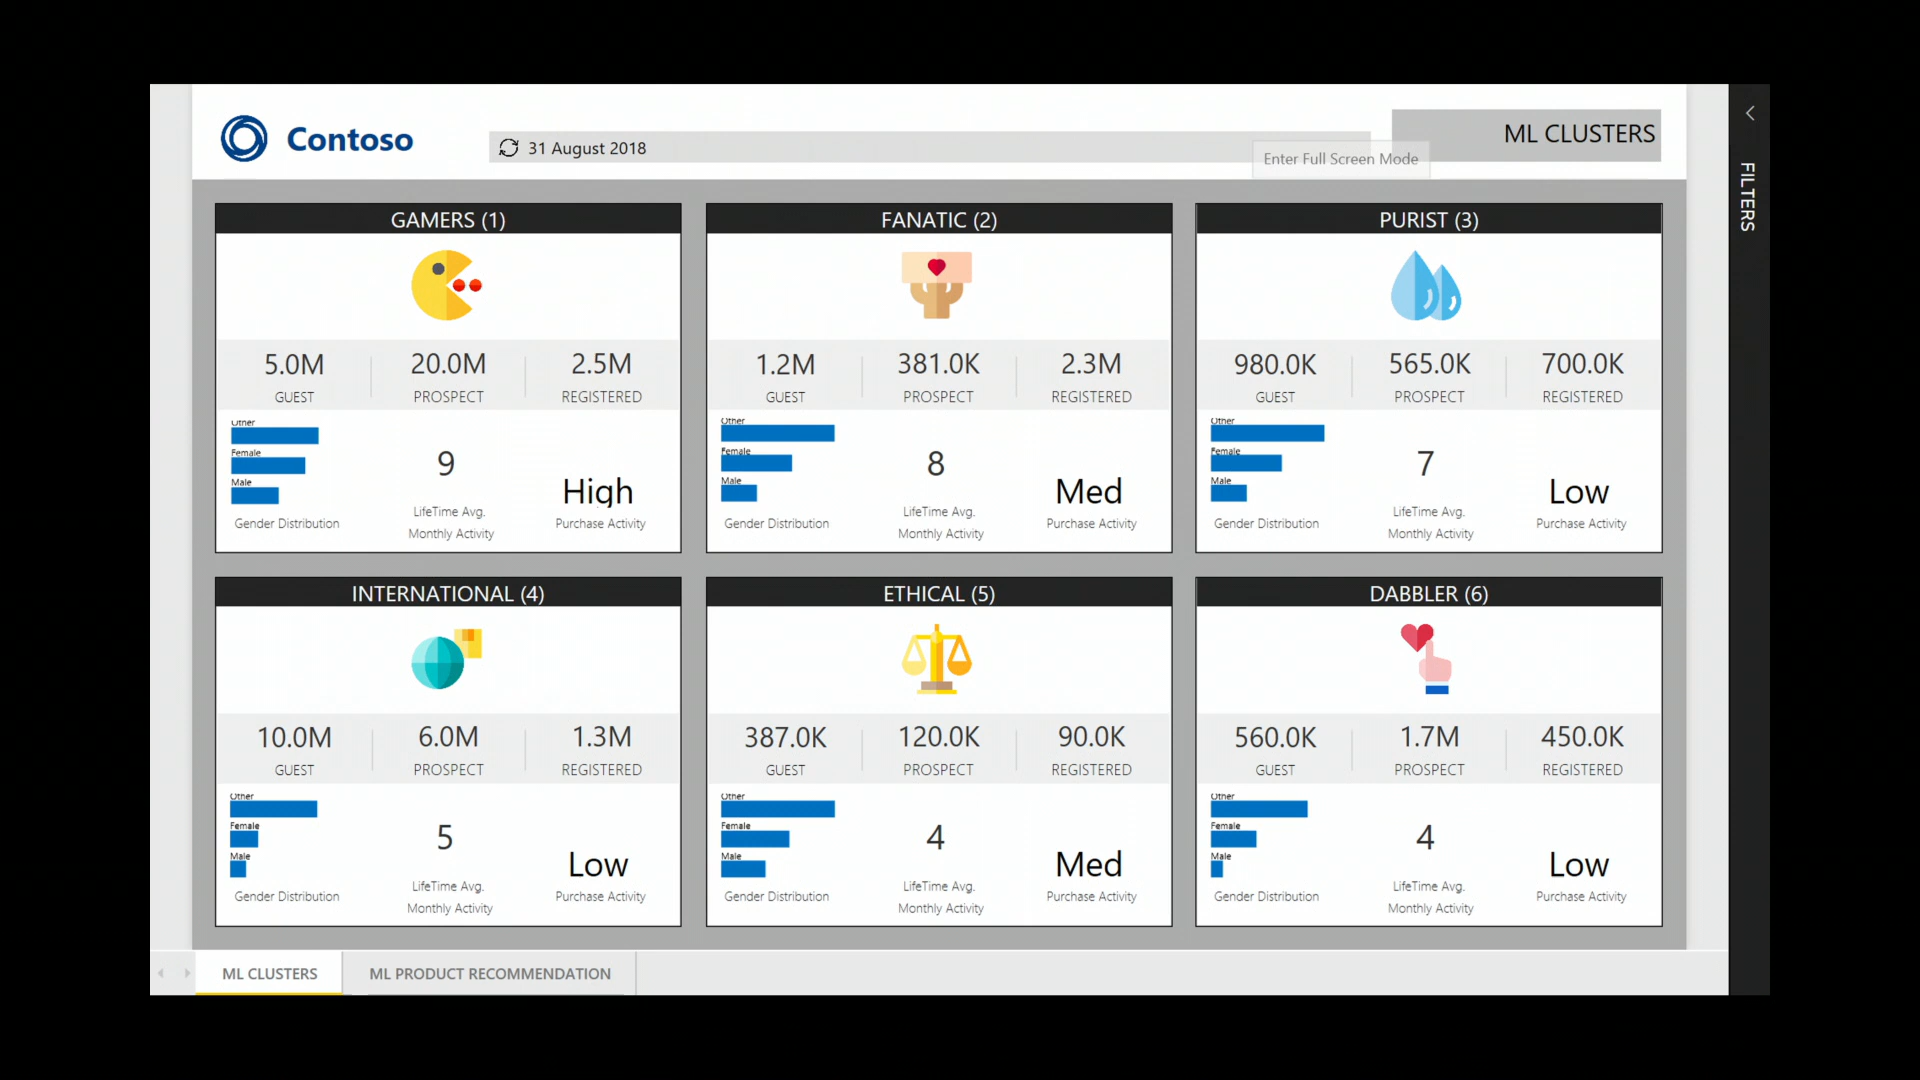 Contoso
31 August 2018
ML CLUSTERS
Enter Full Screen Mode
FILTERS
GAMERS (1)
5.0M
GUEST
20.0M
PROSPECT
2.5M
REGISTERED
Other
Female
Male
Gender Distribution
9
LifeTime Avg.
Monthly Activity
High
Purchase Activity
FANATIC (2)
1.2M
GUEST
381.0K
PROSPECT
2.3M
REGISTERED
Other
Female
Male
Gender Distribution
8
LifeTime Avg.
Monthly Activity
Med
Purchase Activity
PURIST (3)
980.0K
GUEST
565.0K
PROSPECT
700.0K
REGISTERED
Other
Female
Male
Gender Distribution
7
LifeTime Avg.
Monthly Activity
Low
Purchase Activity
INTERNATIONAL (4)
10.0M
GUEST
6.0M
PROSPECT
1.3M
REGISTERED
Other
Female
Male
Gender Distribution
5
LifeTime Avg.
Monthly Activity
Low
Purchase Activity
ETHICAL (5)
387.0K
GUEST
120.0K
PROSPECT
90.0K
REGISTERED
Other
Female
Male
Gender Distribution
4
LifeTime Avg.
Monthly Activity
Med
Purchase Activity
DABBLER (6)
560.0K
GUEST
1.7M
PROSPECT
450.0K
REGISTERED
Other
Female
Male
Gender Distribution
4
LifeTime Avg.
Monthly Activity
Low
Purchase Activity
ML CLUSTERS
ML PRODUCT RECOMMENDATION